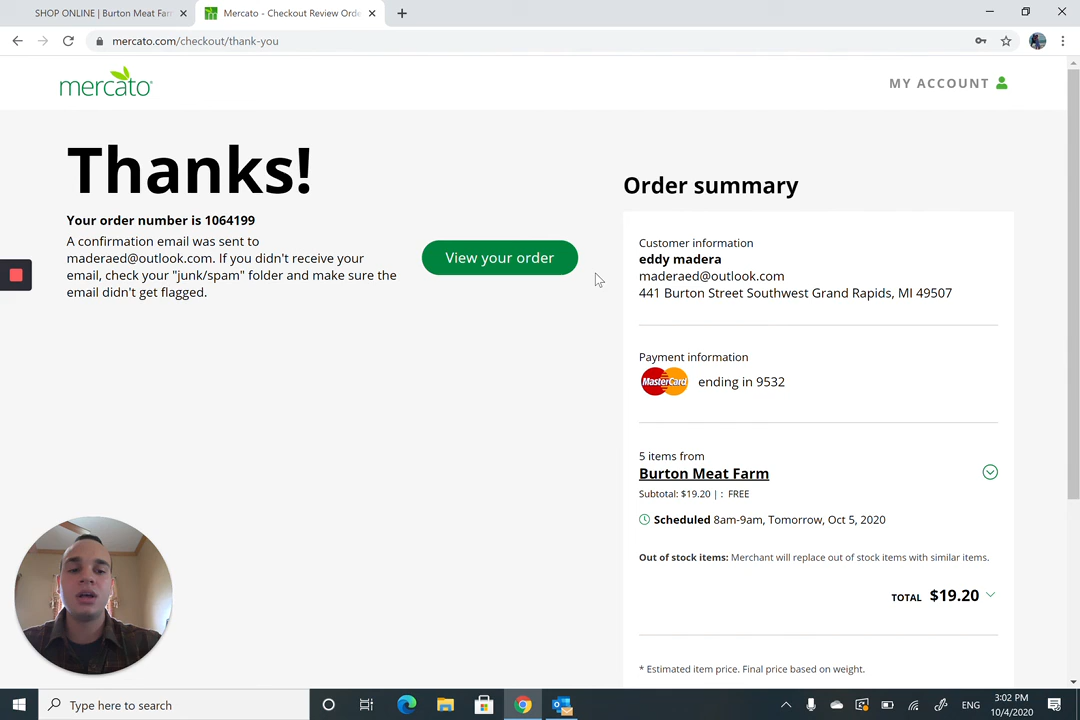 SHOP ONLINE | Burton Meat Farm
Mercato - Checkout Review Orde
mercato.com/checkout/thank-you
mercato
MY ACCOUNT
Thanks!
Your order number is 1064199
A confirmation email was sent to
maderaed@outlook.com. If you didn't receive your
email, check your "junk/spam" folder and make sure the
email didn't get flagged.
View your order
Order summary
Customer information
eddy madera
maderaed@outlook.com
441 Burton Street Southwest Grand Rapids, MI 49507
Payment information
MasterCard ending in 9532
5 items from
Burton Meat Farm
Subtotal: $19.20 | : FREE
Scheduled 8am-9am, Tomorrow, Oct 5, 2020
Out of stock items: Merchant will replace out of stock items with similar items.
TOTAL $19.20
* Estimated item price. Final price based on weight.
Type here to search
ENG
3:02 PM
10/4/2020